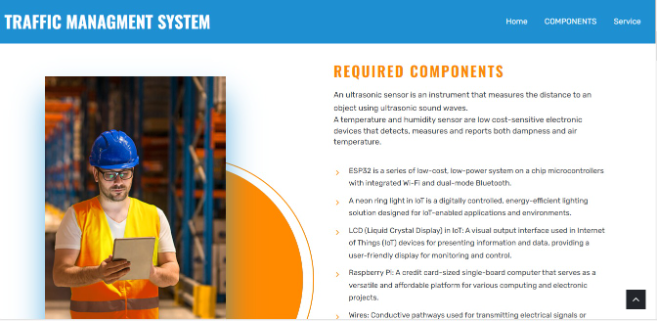 TRAFFIC MANAGMENT SYSTEM
Home COMPONENTS Service
REQUIRED COMPONENTS
An ultrasonic sensor is an instrument that measures the distance to an
object using ultrasonic sound waves.
A temperature and humidity sensor are low cost-sensitive electronic
devices that detects, measures and reports both dampness and air
temperature.
ESP32 is a series of low-cost, low-power system on a chip microcontrollers
with integrated Wi-Fi and dual-mode Bluetooth.
A neon ring light in IoT is a digitally controlled, energy-efficient lighting
solution designed for IoT-enabled applications and environments.
LCD (Liquid Crystal Display) in IoT: A visual output interface used in Internet
of Things (IoT) devices for presenting information and data, providing a
user-friendly display for monitoring and control.
Raspberry Pi: A credit card-sized single-board computer that serves as a
versatile and affordable platform for various computing and electronic
projects.
Wires: Conductive pathways used for transmitting electrical signals or